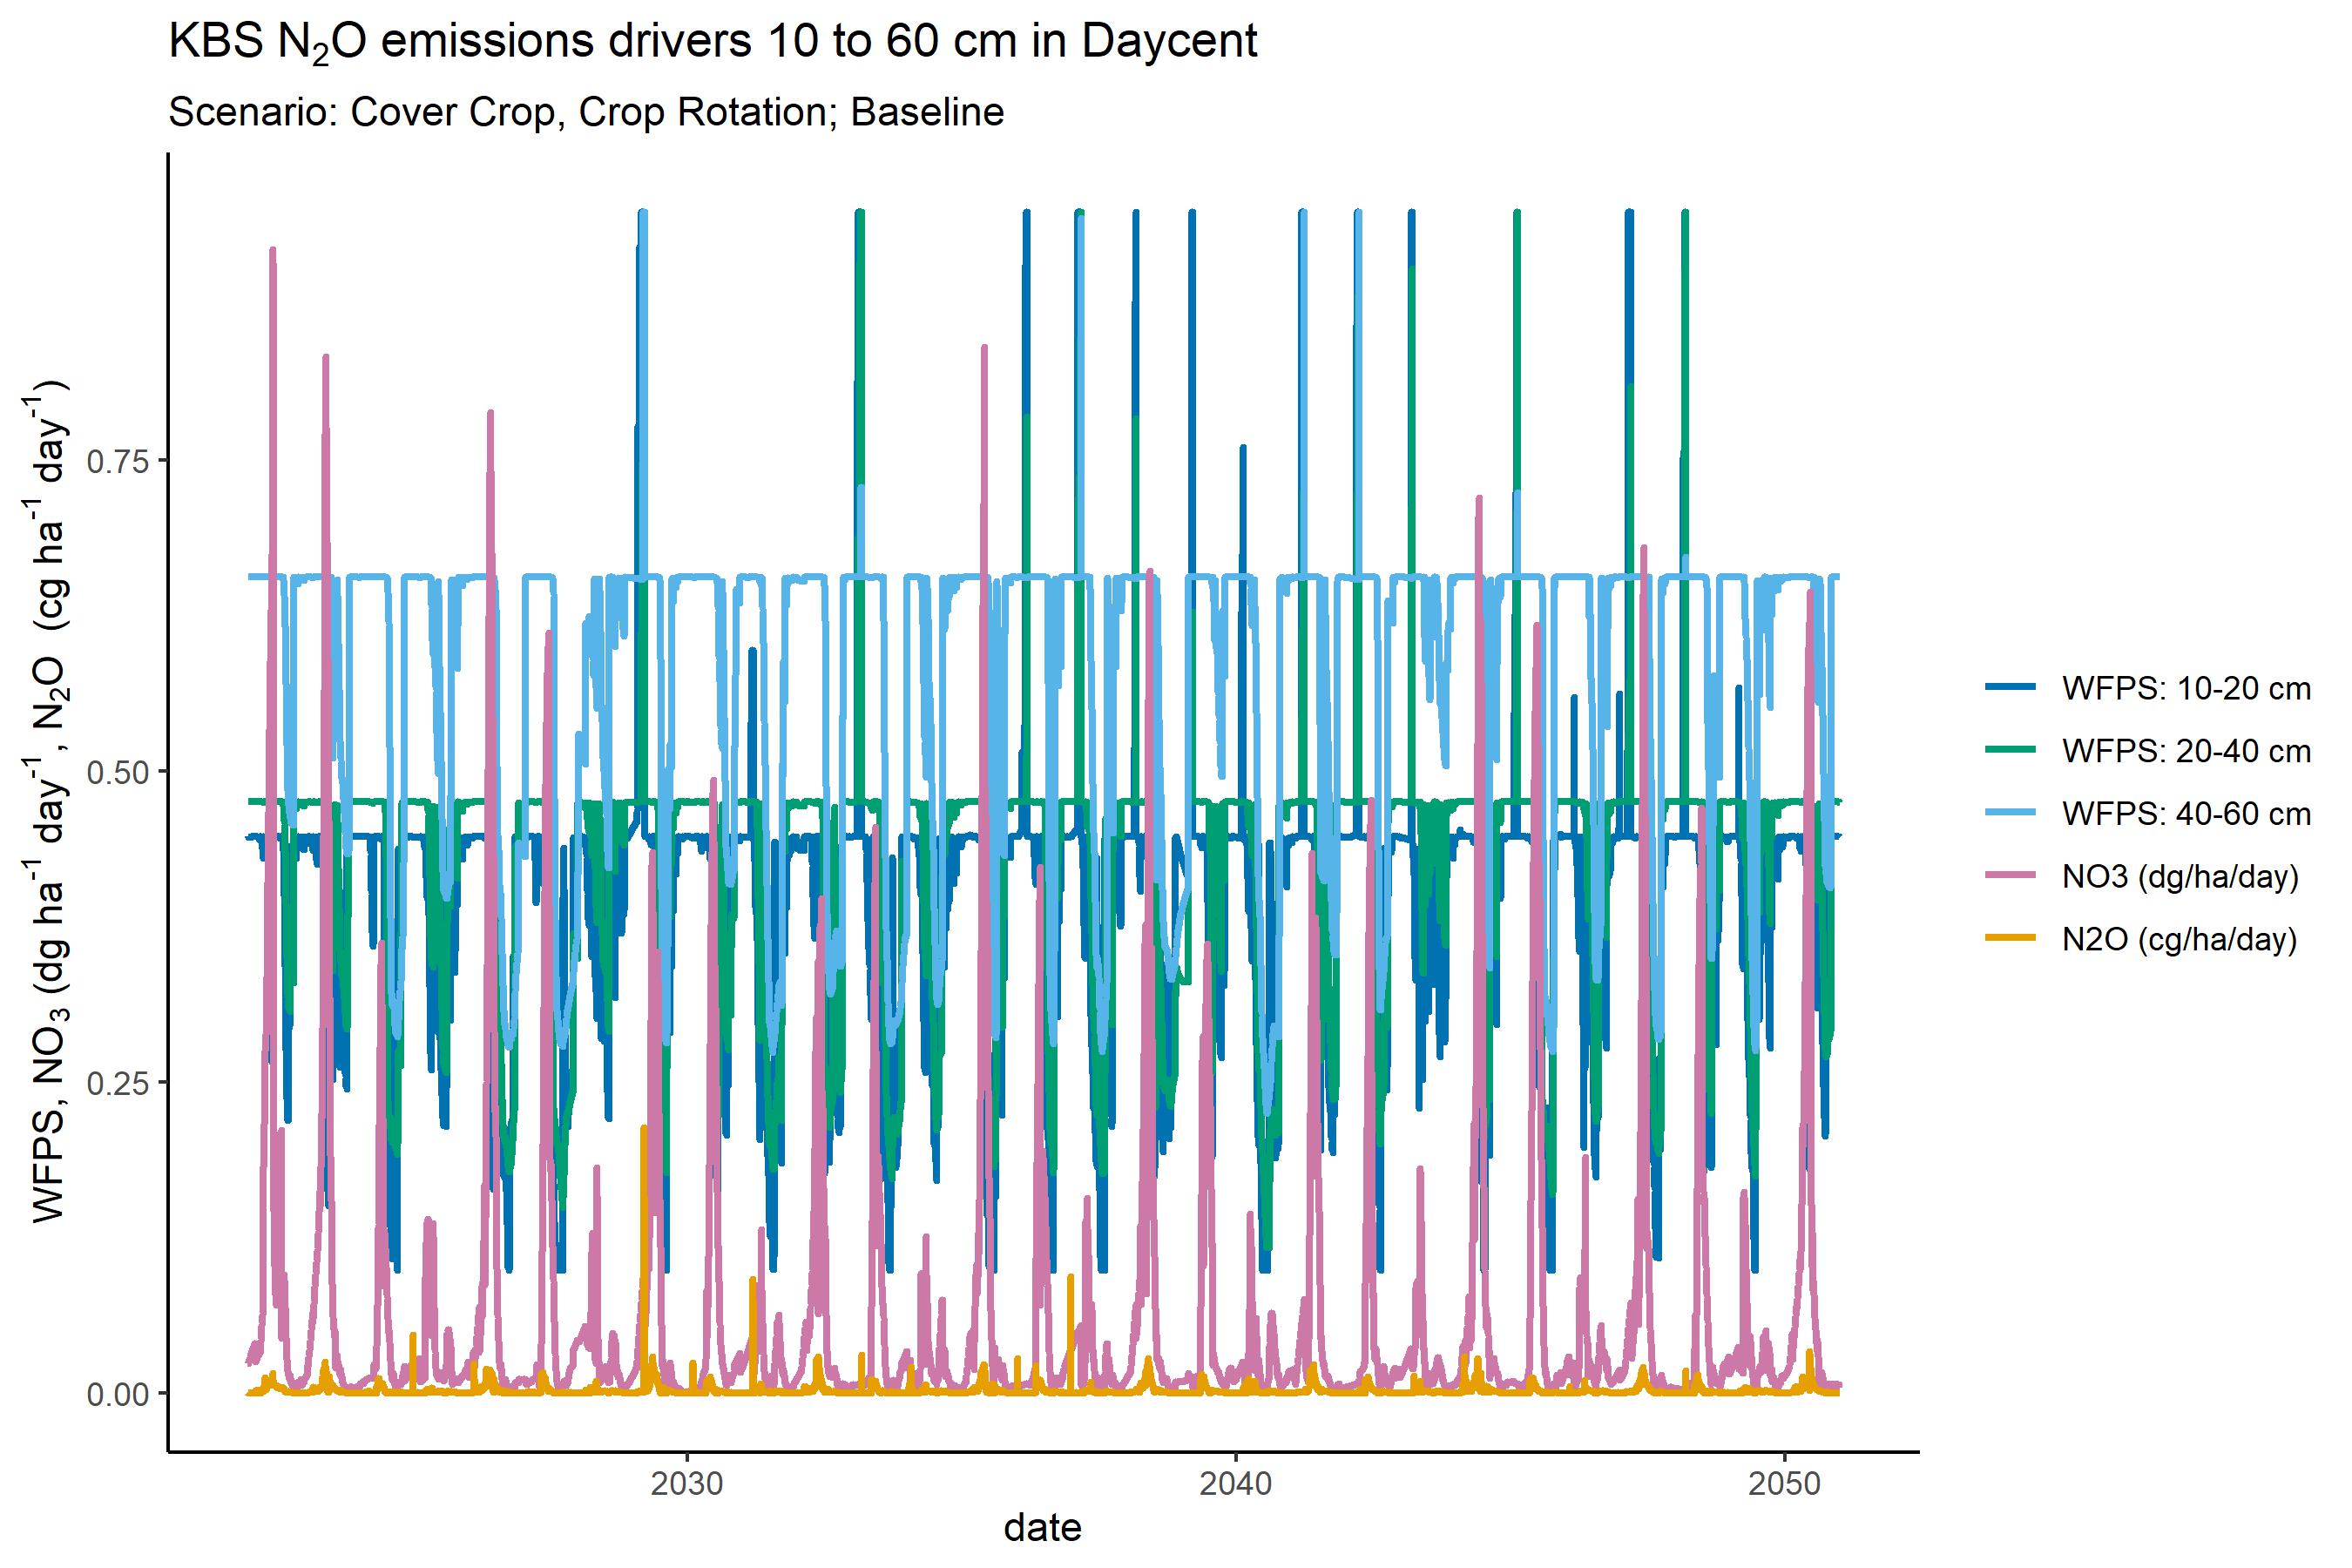 KBS N₂O emissions drivers 10 to 60 cm in Daycent
Scenario: Cover Crop, Crop Rotation; Baseline
WFPS, NO₃ (dg ha⁻¹ day⁻¹, N₂O (cg ha⁻¹ day⁻¹)
0.75
0.50
0.25
0.00
2030
2040
2050
date
WFPS: 10-20 cm
WFPS: 20-40 cm
WFPS: 40-60 cm
NO3 (dg/ha/day)
N2O (cg/ha/day)